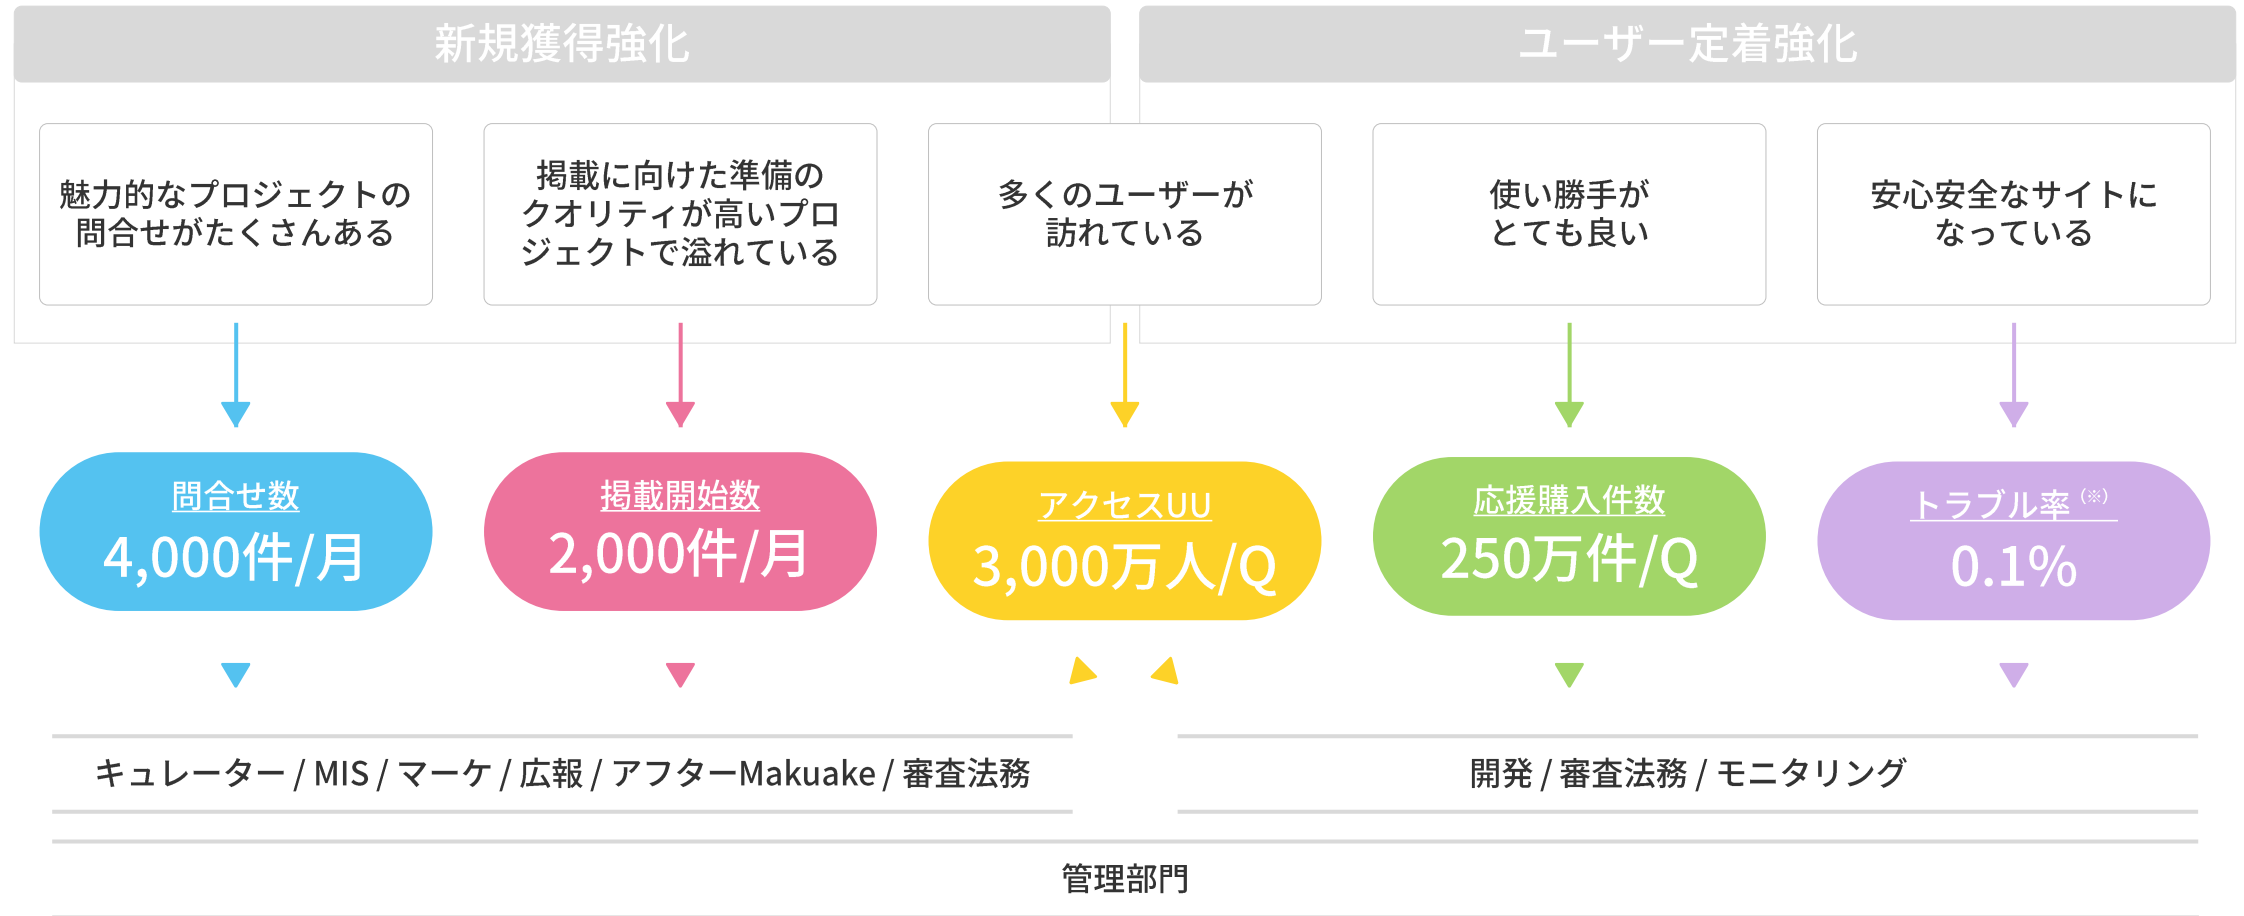 新規獲得強化
ユーザー定着強化
魅力的なプロジェクトの
問合せがたくさんある
掲載に向けた準備の
クオリティが高いプロ
ジェクトで溢れている
多くのユーザーが
訪れている
使い勝手が
とても良い
安心安全なサイトに
なっている
問合せ数
4,000件/月
掲載開始数
2,000件/月
アクセスUU
3,000万人/Q
応援購入件数
250万件/Q
トラブル率（※）
0.1%
キュレーター / MIS / マーケ / 広報 / アフターMakuake / 審査法務
開発 / 審査法務 / モニタリング
管理部門